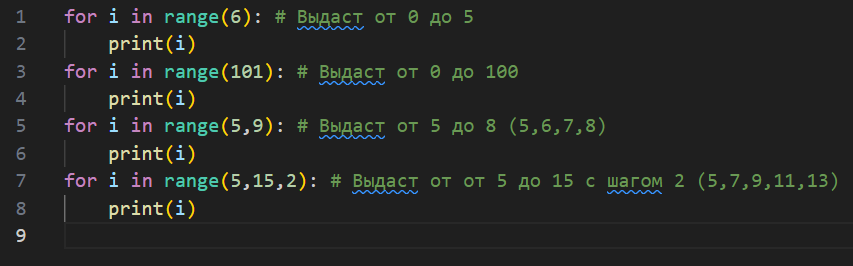 1 for i in range(6): # Выдаст от 0 до 5
2     print(i)
3 for i in range(101): # Выдаст от 0 до 100
4     print(i)
5 for i in range(5,9): # Выдаст от 5 до 8 (5,6,7,8)
6     print(i)
7 for i in range(5,15,2): # Выдаст от от 5 до 15 с шагом 2 (5,7,9,11,13)
8     print(i)
9